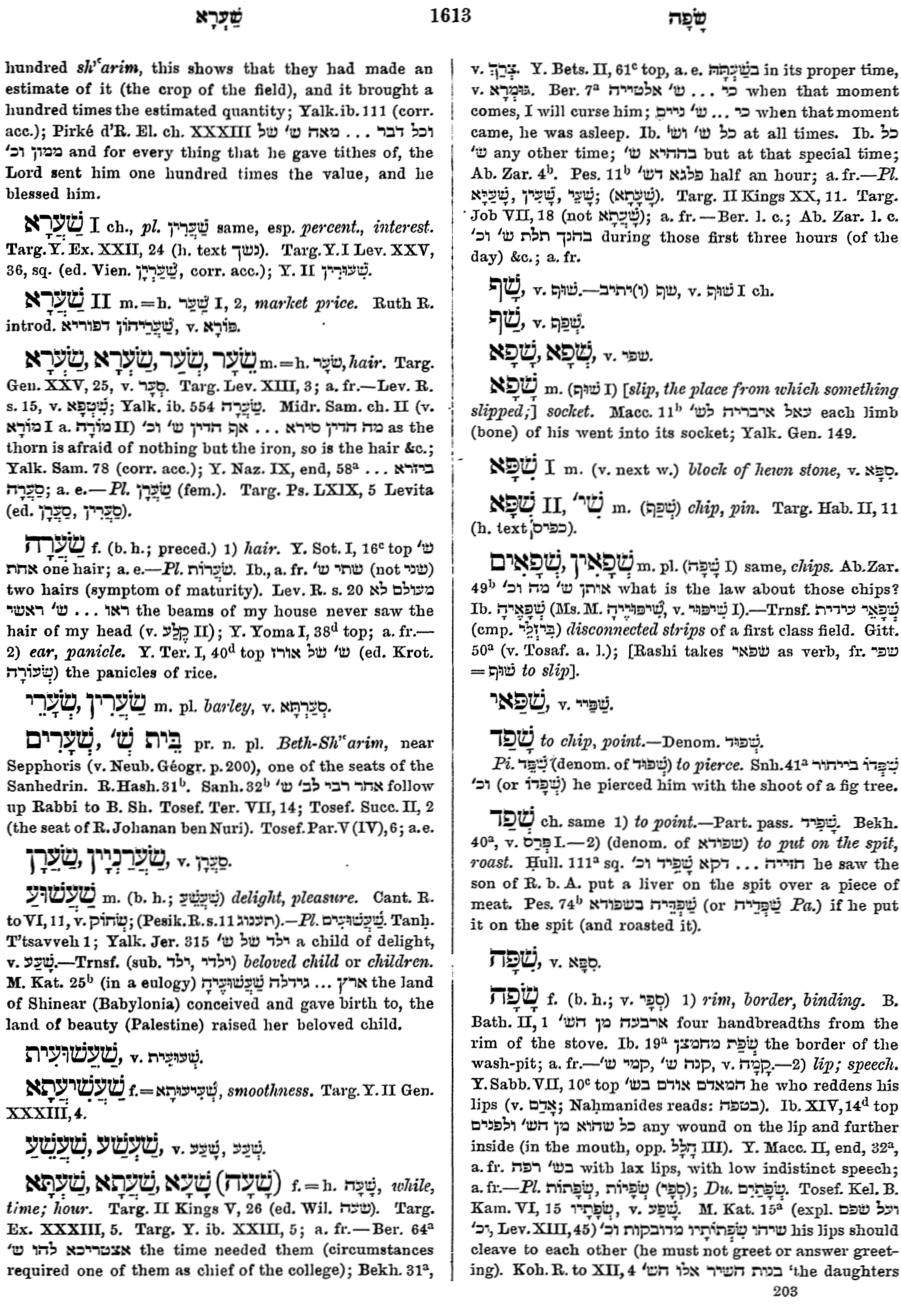 שַׁעֲרָא 1613 שָׂפָה
hundred sh'‘arim, this shows that they had made an
estimate of it (the crop of the field), and it brought a
hundred times the estimated quantity; Yalk. ib. 111 (corr.
acc.); Pirké d'R. El. ch. XXXIII וכל דבר ... מאה ש' של
ממון וכ' and for every thing that he gave tithes of, the
Lord sent him one hundred times the value, and he
blessed him.
שַׁעֲרָא I ch., pl. שַׁעֲרִין same, esp. percent., interest.
Targ. Y. Ex. XXII, 24 (h. text נשך). Targ. Y. I Lev. XXV,
36, sq. (ed. Vien. שַׁעֲרִיָן, corr. acc.); Y. II שיעורין.
שַׁעֲרָא II m.=h. שַׁעַר I, 2, market price. Ruth R.
introd. שַׁעֲרֵיהוֹן דפוריא, v. פּוּרָא.
שֵׂעָר, שְׂעַר, שַׂעֲרָא, שְׂעָרָא m.=h. שֵׂעָר, hair. Targ.
Gen. XXV, 25, v. סְעַר. Targ. Lev. XIII, 3; a. fr.—Lev. R.
s. 15, v. שִׁטְפָא; Yalk. ib. 554 שַׂעֲרָה. Midr. Sam. ch. II (v.
מוֹרָא I a. מוֹרָה II) מה הדין סירא ... אף הדין ש' וכ' as the
thorn is afraid of nothing but the iron, so is the hair &c.;
Yalk. Sam. 78 (corr. acc.); Y. Naz. IX, end, 58a ... ביזרא
סַעֲרָה; a. e.—Pl. שַׂעֲרָן (fem.). Targ. Ps. LXIX, 5 Levita
(ed. סַעֲרִין, סַעֲרָן).
שַׂעֲרָה f. (b. h.; preced.) 1) hair. Y. Sot. I, 16c top ש'
אחת one hair; a. e.—Pl. שְׂעָרוֹת. Ib., a. fr. שתי ש' (not שני)
two hairs (symptom of maturity). Lev. R. s. 20 מעולם לא
ראו ... ש' ראשי the beams of my house never saw the
hair of my head (v. קֶלַע II); Y. Yoma I, 38d top; a. fr.—
2) ear, panicle. Y. Ter. I, 40d top ש' של אורז (ed. Krot.
שְׂעוֹרָה) the panicles of rice.
שַׂעֲרִין, שַׂעֲרֵי m. pl. barley, v. סְעַרְתָּא.
בֵּית שְׁ', שְׁעָרִים pr. n. pl. Beth-Sh'‘arim, near
Sepphoris (v. Neub. Géogr. p. 200), one of the seats of the
Sanhedrin. R. Hash. 31b. Sanh. 32b אחר רבי לב' ש' follow
up Rabbi to B. Sh. Tosef. Ter. VII, 14; Tosef. Succ. II, 2
(the seat of R. Johanan ben Nuri). Tosef. Par. V (IV), 6; a. e.
שַׂעֲרָן, שַׂעֲרָנְיָין, v. סַעֲרָן.
שַׁעֲשׁוּעַ m. (b. h.; שַׁעֲשַׁע) delight, pleasure. Cant. R.
to VI, 11, v. שְׂחוֹק; (Pesik. R. s. 11 תענוג).—Pl. שַׁעֲשׁוּעִים. Tanḥ.
T'tsavveh 1; Yalk. Jer. 315 ילד של ש' a child of delight,
v. שְׁעַע.—Trnsf. (sub. ילד, ילדי) beloved child or children.
M. Kat. 25b (in a eulogy) ארץ ... גידלה שַׁעֲשׁוּעֶיהָ the land
of Shinear (Babylonia) conceived and gave birth to, the
land of beauty (Palestine) raised her beloved child.
שַׁעֲשׁוּעִית, v. שַׁעֲוֹעִית.
שַׁעֲשִׁיעָתָא f.=שְׁעִיעוּתָא, smoothness. Targ. Y. II Gen.
XXXIII, 4.
שַׁעֲשַׁע, שַׁעֲשֵׁעַ, v. שְׁעַע, שָׁעַע.
שָׁעָא (שָׁעָה), שַׁעֲתָא, שַׁעְתָּא f.=h. שָׁעָה, while,
time; hour. Targ. II Kings V, 26 (ed. Wil. שעה). Targ.
Ex. XXXIII, 5. Targ. Y. ib. XXIII, 5; a. fr.—Ber. 64a
אצטריכא להו ש' the time needed them (circumstances
required one of them as chief of the college); Bekh. 31a,
v. צְרַךְ. Y. Bets. II, 61c top, a. e. בשַׁעֲתָּהּ in its proper time,
v. גּוּמְרָא. Ber. 7a כי ... ש' אלטייה when that moment
comes, I will curse him; כי ... ש' ניים when that moment
came, he was asleep. Ib. כל ש' וש' at all times. Ib. כל
ש' any other time; בההיא ש' but at that special time;
Ab. Zar. 4b. Pes. 11b פלגא דש' half an hour; a. fr.—Pl.
שָׁעֵי, שָׁעִין, שָׁעַיָּא; (שָׁעָתָא). Targ. II Kings XX, 11. Targ.
Job VII, 18 (not שַׁעְתָּא); a. fr.—Ber. l. c.; Ab. Zar. l. c.
בהנך תלת ש' וכ' during those first three hours (of the
day) &c.; a. fr.
שָׁף, v. שׁוּף.—שף (ו)יתיב, v. שׁוּף I ch.
שַׁף, v. שְׁפַף.
שָׁפָא, שְׁפָא, v. שפי.
שָׁפָא m. (שׁוּף I) [slip, the place from which something
slipped;] socket. Macc. 11b עאל איבריה לש' each limb
(bone) of his went into its socket; Yalk. Gen. 149.
שִׁפָּא I m. (v. next w.) block of hewn stone, v. סִפָּא.
שִׁפָּא II, שִׁי' m. (שְׁפַף) chip, pin. Targ. Hab. II, 11
(h. text כפיס).
שְׁפָאִין, שְׁפָאִים m. pl. (שָׁפָה I) same, chips. Ab. Zar.
49b אותן ש' מה וכ' what is the law about those chips?
Ib. שְׁפָאֶיהָ (Ms. M. שִׁיפּוּיֶיהָ, v. שִׁיפּוּי I).—Trnsf. שְׁפָאֵי עידית
(cmp. בַּרְזִלֵּי) disconnected strips of a first class field. Gitt.
50a (v. Tosaf. a. l.); [Rashi takes שפאי as verb, fr. שפי
=שׁוּף to slip].
שַׁפַּאי, v. שַׁפַּיי.
שָׁפַד to chip, point.—Denom. שִׁפּוּד.
Pi. שִׁפֵּד (denom. of שִׁפּוּד) to pierce. Snh. 41a שִׁפְּדוֹ בייחור
וכ' (or שְׁפָדוֹ) he pierced him with the shoot of a fig tree.
שְׁפַד ch. same 1) to point.—Part. pass. שְׁפִיד. Bekh.
40a, v. פְּרַס I.—2) (denom. of שפודא) to put on the spit,
roast. Ḥull. 111a sq. חזייה ... דקא שָׁפֵיד וכ' he saw the
son of R. b. A. put a liver on the spit over a piece of
meat. Pes. 74b שַׁפְּדֵיהּ בשפודא (or שַׁפְּדֵיהּ Pa.) if he put
it on the spit (and roasted it).
שִׁפָּה, v. סִפָּא.
שָׂפָה f. (b. h.; v. סְפֵי) 1) rim, border, binding. B.
Bath. II, 1 ארבעה מן הש' four handbreadths from the
rim of the stove. Ib. 19a שְׂפַת מחמצן the border of the
wash-pit; a. fr.—קנה ש', קמי ש', v. קָמָה.—2) lip; speech.
Y. Sabb. VII, 10c top המאדם אודם בש' he who reddens his
lips (v. אָדַם; Naḥmanides reads: בטפח). Ib. XIV, 14d top
כל שהוא מן הש' ולפנים any wound on the lip and further
inside (in the mouth, opp. חָלָל III). Y. Macc. II, end, 32a,
a. fr. בש' רפה with lax lips, with low indistinct speech;
a. fr.—Pl. שְׂפָתוֹת, שְׂפָיוֹת, (סְפֵי); Du. שְׂפָתַיִם. Tosef. Kel. B.
Kam. VI, 15 שְׂפָתָיו, v. שֶׁפַע. M. Kat. 15a (expl. ועל שפם
וכ', Lev. XIII, 45) שיהו שִׂפְתוֹתָיו מדובקות וכ' his lips should
cleave to each other (he must not greet or answer greet-
ing). Koh. R. to XII, 4 בנות השיר אלו הש' 'the daughters
203